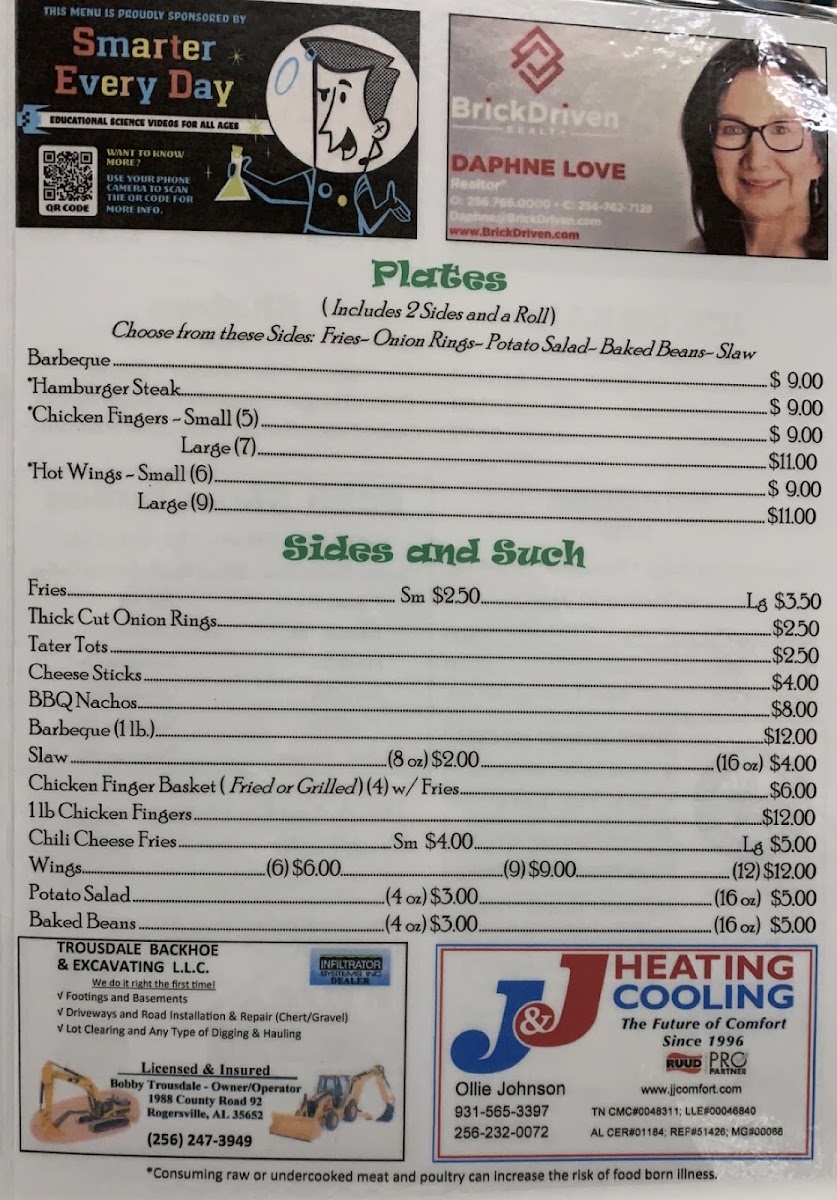 THIS MENU IS PROUDLY SPONSORED BY
Smarter
Every Day
EDUCATIONAL SCIENCE VIDEOS FOR ALL AGES
WANT TO KNOW
MORE?
USE YOUR PHONE
CAMERA TO SCAN
THE QR CODE FOR
MORE INFO.
QR CODE
BrickDriven
REALTY
DAPHNE LOVE
Realtor®
O: 256.766.0000 • C: 256-762-7128
Daphne@BrickDriven.com
www.BrickDriven.com
Plates
( Includes 2 Sides and a Roll )
Choose from these Sides: Fries~ Onion Rings~ Potato Salad~ Baked Beans~ Slaw
Barbeque $ 9.00
*Hamburger Steak $ 9.00
*Chicken Fingers ~ Small (5) $ 9.00
Large (7) $11.00
*Hot Wings ~ Small (6) $ 9.00
Large (9) $11.00
Sides and Such
Fries Sm $2.50 Lg $3.50
Thick Cut Onion Rings $2.50
Tater Tots $2.50
Cheese Sticks $4.00
BBQ Nachos $8.00
Barbeque (1 lb.) $12.00
Slaw (8 oz) $2.00 (16 oz) $4.00
Chicken Finger Basket ( Fried or Grilled ) (4) w/ Fries $6.00
1 lb Chicken Fingers $12.00
Chili Cheese Fries Sm $4.00 Lg $5.00
Wings (6) $6.00 (9) $9.00 (12) $12.00
Potato Salad (4 oz) $3.00 (16 oz) $5.00
Baked Beans (4 oz) $3.00 (16 oz) $5.00
TROUSDALE BACKHOE
& EXCAVATING L.L.C.
We do it right the first time!
√ Footings and Basements
√ Driveways and Road Installation & Repair (Chert/Gravel)
√ Lot Clearing and Any Type of Digging & Hauling
INFILTRATOR
SYSTEMS INC
DEALER
Licensed & Insured
Bobby Trousdale - Owner/Operator
1988 County Road 92
Rogersville, AL 35652
(256) 247-3949
J&J
HEATING
COOLING
The Future of Comfort
Since 1996
RUUD PRO
PARTNER
Ollie Johnson
931-565-3397
256-232-0072
www.jjcomfort.com
TN CMC#0048311; LLE#00046840
AL CER#01184; REF#51426; MG#00066
*Consuming raw or undercooked meat and poultry can increase the risk of food born illness.